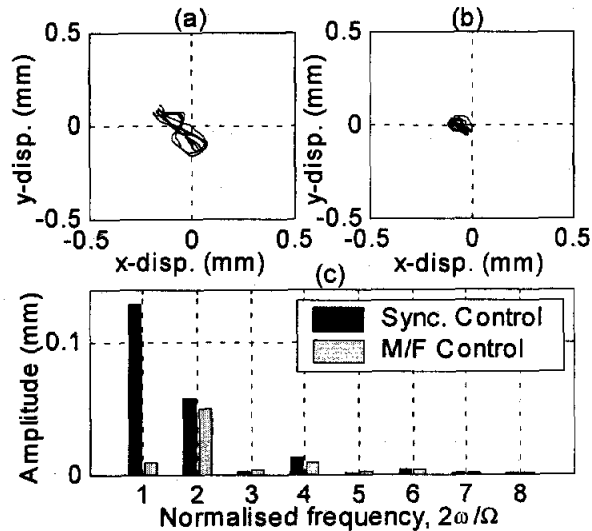 (a)
(b)
0.5
0
-0.5
y-disp. (mm)
-0.5 0 0.5
x-disp. (mm)
0.5
0
-0.5
y-disp. (mm)
-0.5 0 0.5
x-disp. (mm)
(c)
Amplitude (mm)
0.1
0
Sync. Control
M/F Control
1 2 3 4 5 6 7 8
Normalised frequency, 2ω/Ω